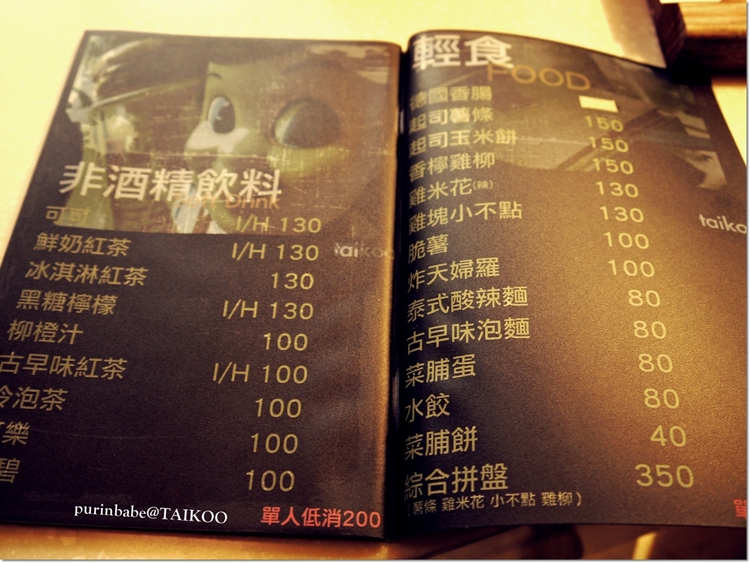 非酒精飲料
Drink
可可 I/H 130
鮮奶紅茶 I/H 130
冰淇淋紅茶 130
黑糖檸檬 I/H 130
柳橙汁 100
古早味紅茶 I/H 100
冷泡茶 100
樂 100
碧 100
taikoo
單人低消200
purinbabe@TAIKOO
輕食
FOOD
德國香腸
起司薯條 150
起司玉米餅 150
香檸雞柳 150
雞米花(辣) 130
雞塊小不點 130
脆薯 100
炸天婦羅 100
泰式酸辣麵 80
古早味泡麵 80
菜脯蛋 80
水餃 80
菜脯餅 40
綜合拼盤 350
(薯條 雞米花 小不點 雞柳)
taiko
單